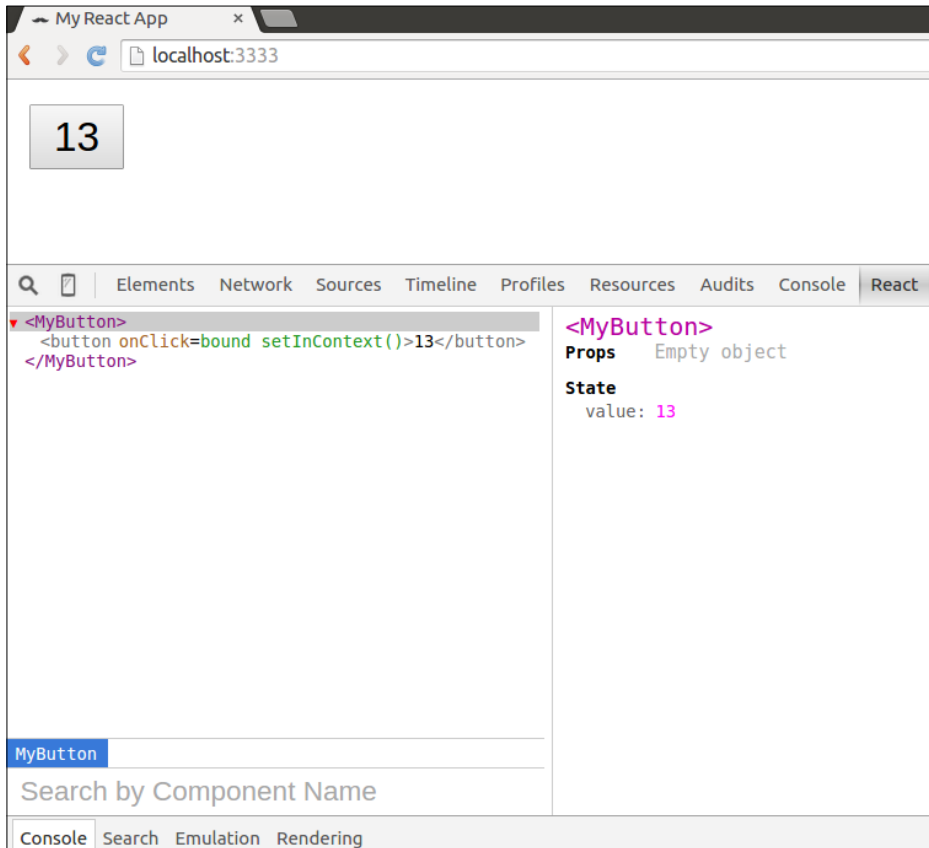 My React App ×
localhost:3333
13
Elements Network Sources Timeline Profiles Resources Audits Console React
<MyButton>
<button onClick=bound setInContext()>13</button>
</MyButton>
<MyButton>
Props Empty object
State
value: 13
MyButton
Search by Component Name
Console Search Emulation Rendering